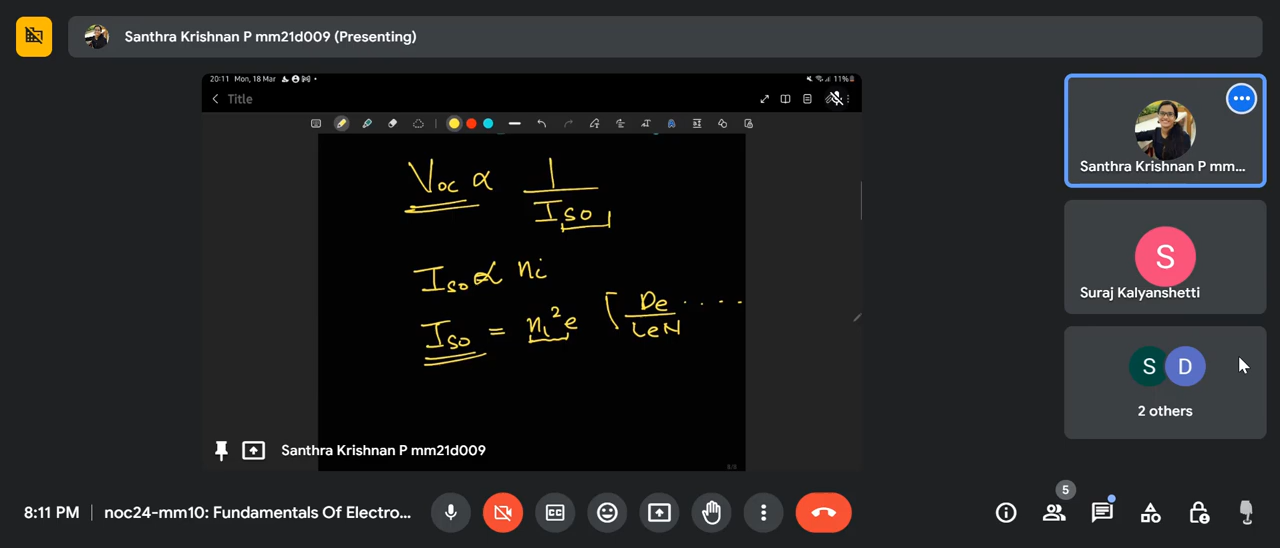 Santhra Krishnan P mm21d009 (Presenting)
20:11 Mon, 18 Mar
11%
Title
Voc ∝ 1/Iso
Iso ∝ ni
Iso = ni²e [ De/LeN .....
Santhra Krishnan P mm21d009
Santhra Krishnan P mm...
S
Suraj Kalyanshetti
S D
2 others
8:11 PM | noc24-mm10: Fundamentals Of Electro...
5